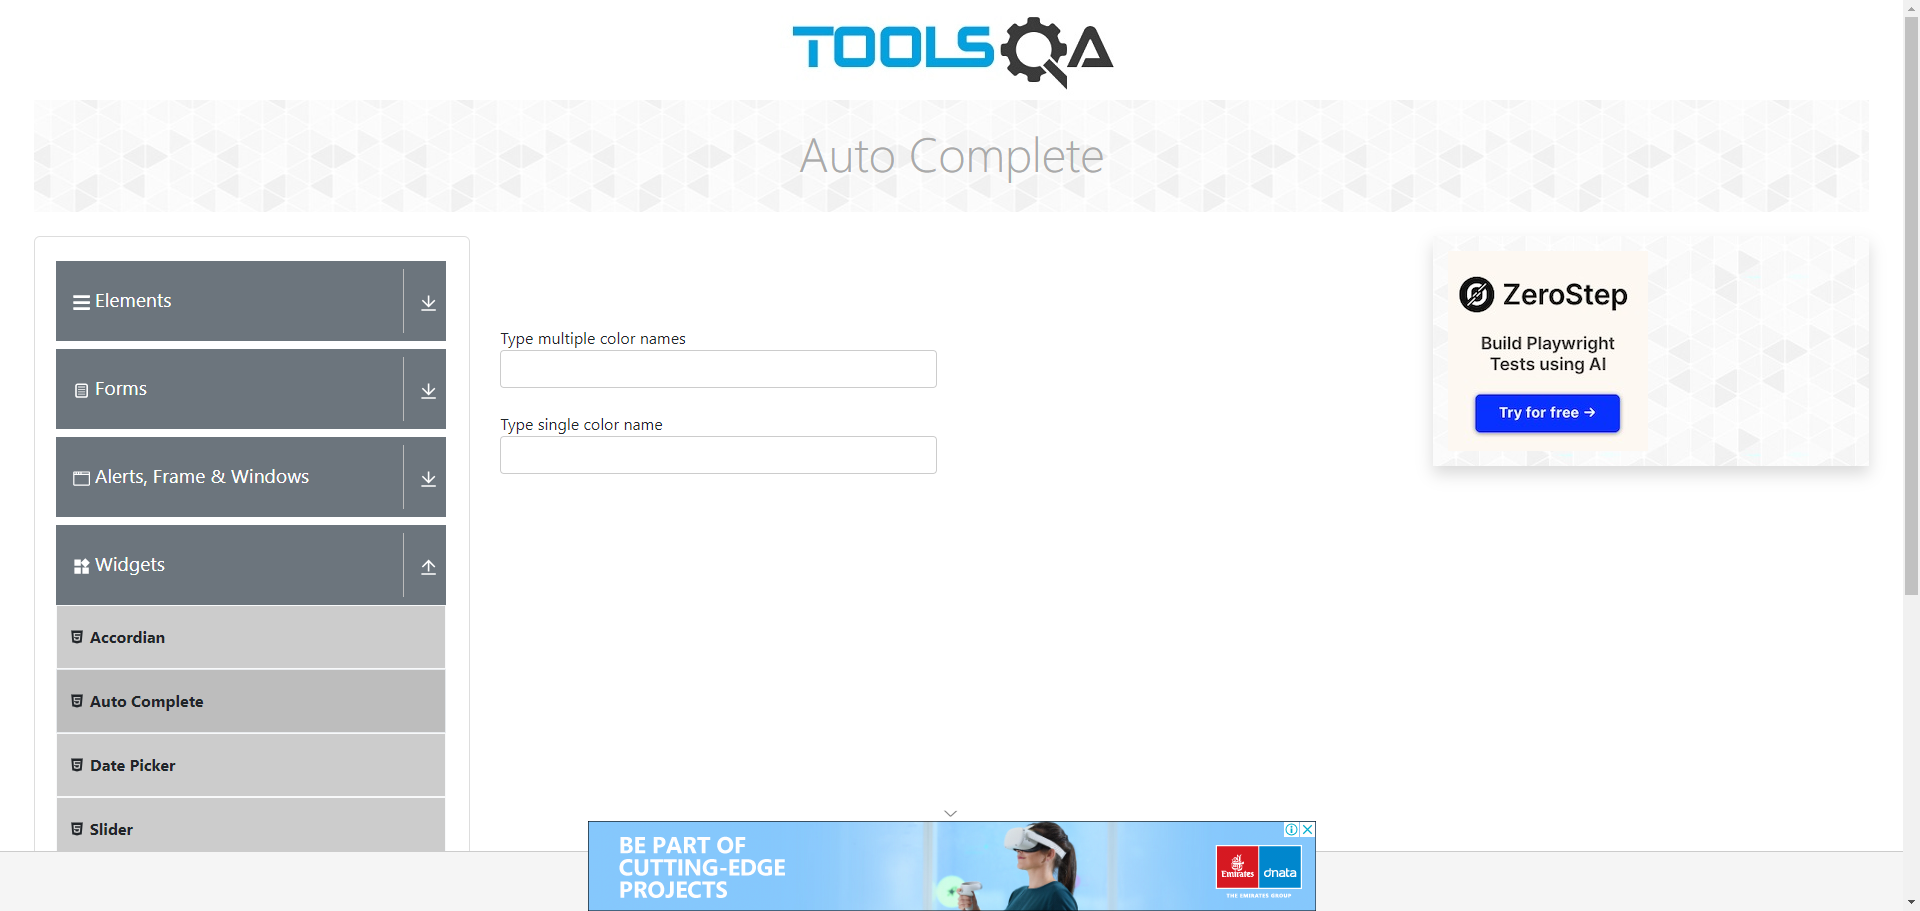 TOOLSQA
Auto Complete
Elements
Forms
Alerts, Frame & Windows
Widgets
Accordian
Auto Complete
Date Picker
Slider
Type multiple color names
Type single color name
ZeroStep
Build Playwright
Tests using AI
Try for free →
BE PART OF
CUTTING-EDGE
PROJECTS
Emirates
dnata
THE EMIRATES GROUP